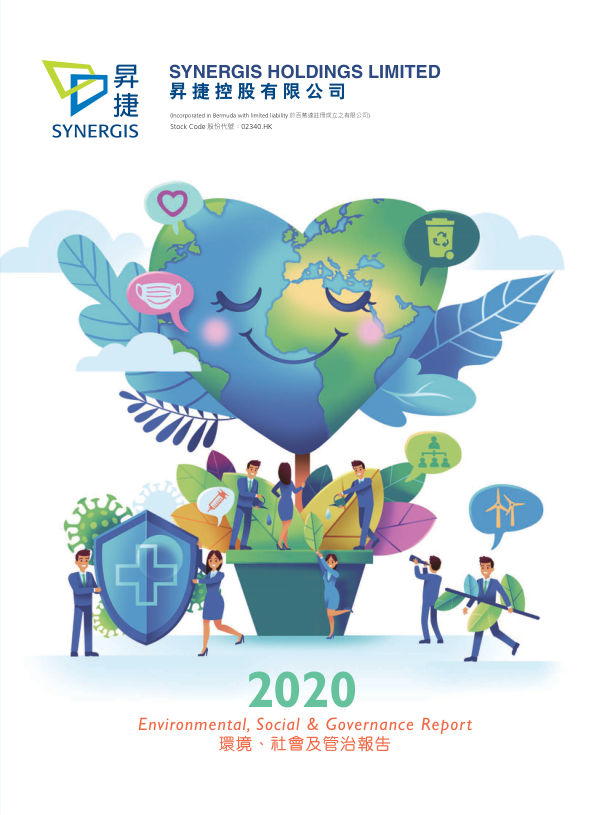 昇捷
SYNERGIS
SYNERGIS HOLDINGS LIMITED
昇捷控股有限公司
(Incorporated in Bermuda with limited liability 於百慕達註冊成立之有限公司)
Stock Code 股份代號：02340.HK
2020
Environmental, Social & Governance Report
環境、社會及管治報告